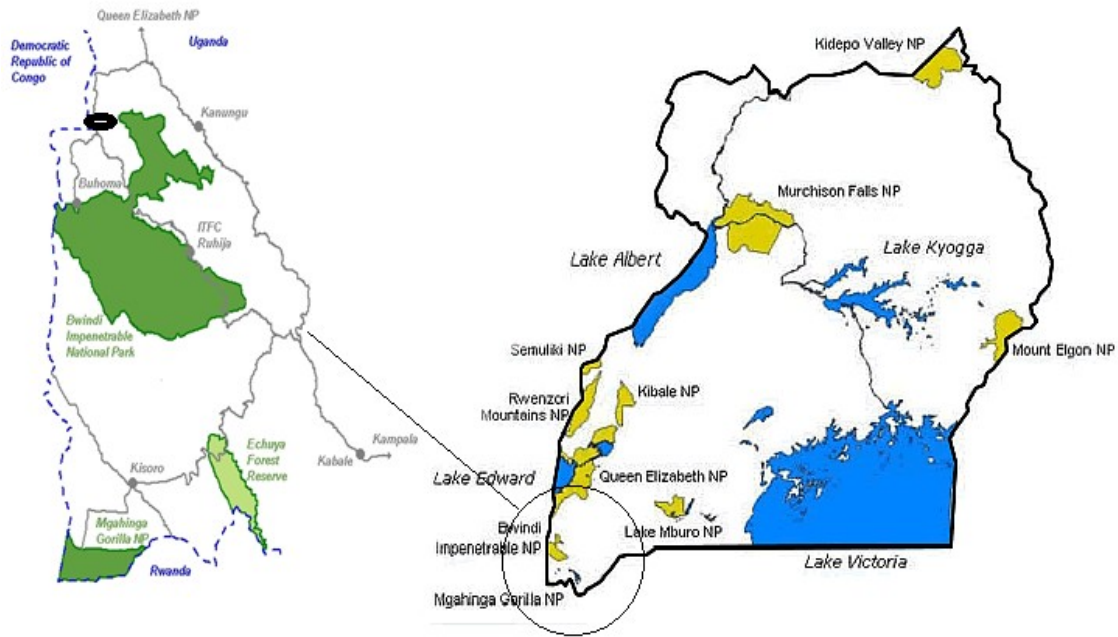 Queen Elizabeth NP
Democratic
Republic of
Congo
Uganda
Kanungu
Buhoma
ITFC
Ruhija
Bwindi
Impenetrable
National Park
Echuya
Forest
Reserve
Kampala
Kabale
Kisoro
Mgahinga
Gorilla NP
Rwanda
Kidepo Valley NP
Murchison Falls NP
Lake Albert
Lake Kyogga
Mount Elgon NP
Semuliki NP
Rwenzori
Mountains NP
Kibale NP
Lake Edward
Queen Elizabeth NP
Lake Mburo NP
Bwindi
Impenetrable NP
Lake Victoria
Mgahinga Gorilla NP